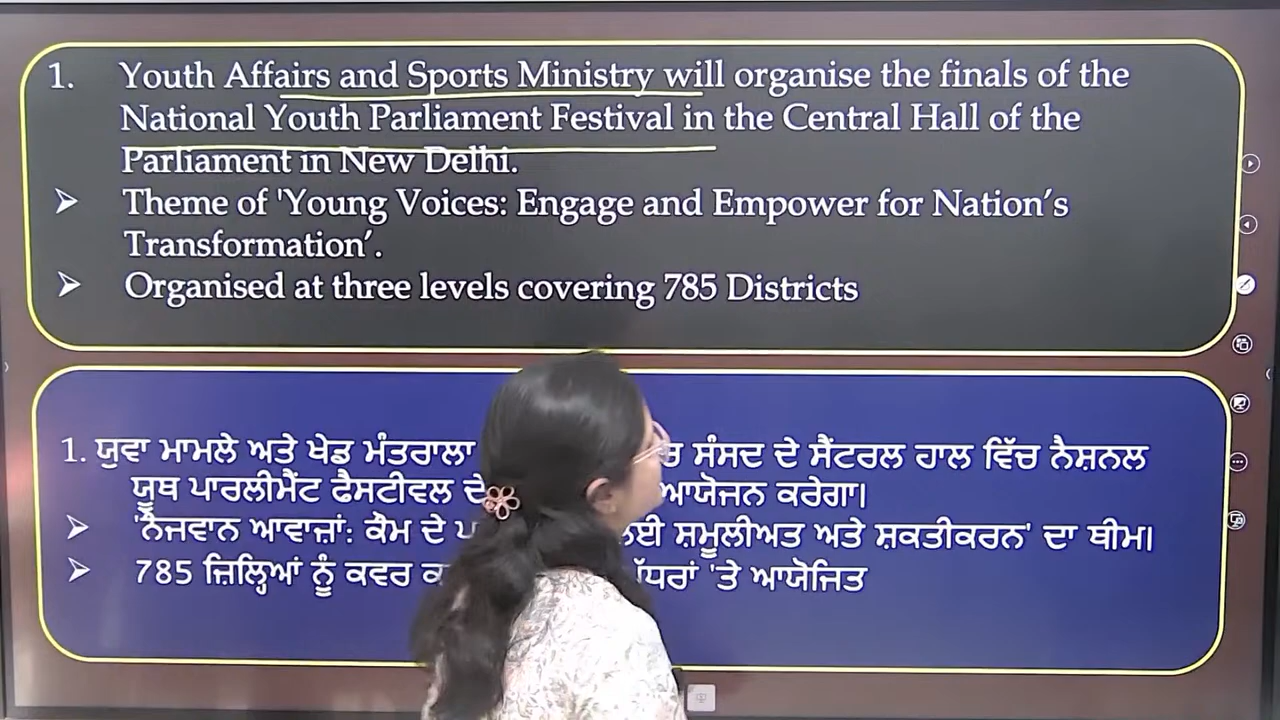 1. Youth Affairs and Sports Ministry will organise the finals of the
National Youth Parliament Festival in the Central Hall of the
Parliament in New Delhi.
➤ Theme of 'Young Voices: Engage and Empower for Nation’s
Transformation’.
➤ Organised at three levels covering 785 Districts
1. ਯੁਵਾ ਮਾਮਲੇ ਅਤੇ ਖੇਡ ਮੰਤਰਾਲਾ ਸੰਸਦ ਦੇ ਸੈਂਟਰਲ ਹਾਲ ਵਿੱਚ ਨੈਸ਼ਨਲ
ਯੂਥ ਪਾਰਲੀਮੈਂਟ ਫੈਸਟੀਵਲ ਦੇ ਆਯੋਜਨ ਕਰੇਗਾ।
➤ 'ਨੌਜਵਾਨ ਆਵਾਜ਼ਾਂ: ਕੌਮ ਦੇ ਸ਼ਮੂਲੀਅਤ ਅਤੇ ਸ਼ਕਤੀਕਰਨ' ਦਾ ਥੀਮ।
➤ 785 ਜ਼ਿਲ੍ਹਿਆਂ ਨੂੰ ਕਵਰ 'ਤੇ ਆਯੋਜਿਤ